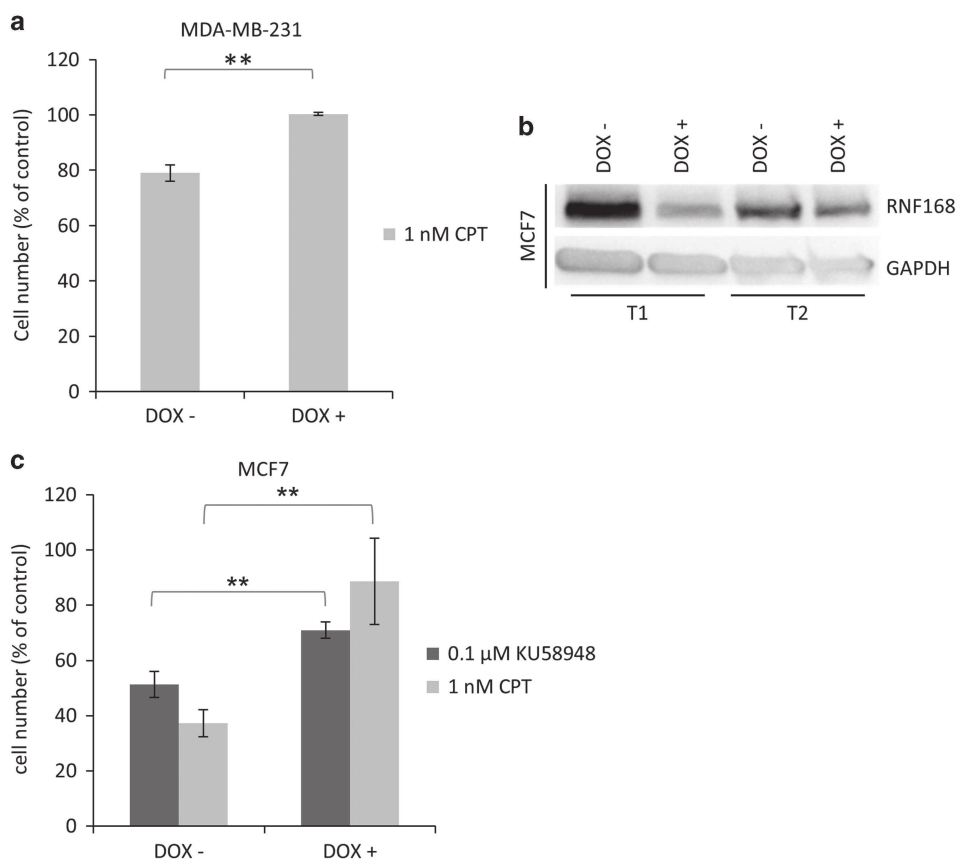 a
MDA-MB-231
120
100
80
60
40
20
0
Cell number (% of control)
**
DOX -
DOX +
1 nM CPT
b
DOX -
DOX +
DOX -
DOX +
MCF7
RNF168
GAPDH
T1
T2
c
MCF7
120
100
80
60
40
20
0
cell number (% of control)
**
**
DOX -
DOX +
0.1 µM KU58948
1 nM CPT